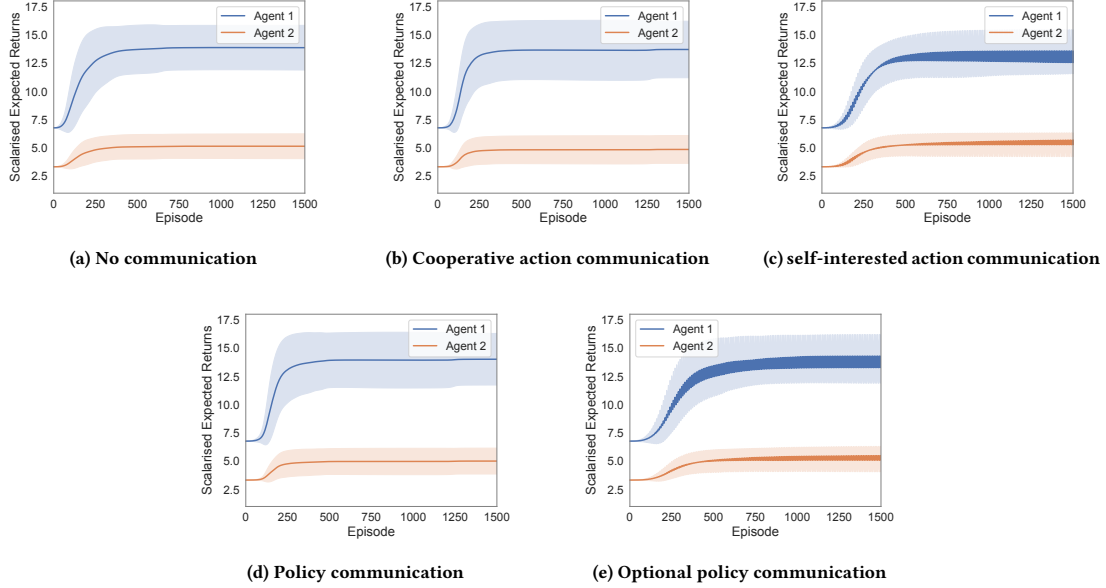 17.5
15.0
12.5
10.0
7.5
5.0
2.5
Scalarised Expected Returns
0 250 500 750 1000 1250 1500
Episode
Agent 1
Agent 2
(a) No communication
17.5
15.0
12.5
10.0
7.5
5.0
2.5
Scalarised Expected Returns
0 250 500 750 1000 1250 1500
Episode
Agent 1
Agent 2
(b) Cooperative action communication
17.5
15.0
12.5
10.0
7.5
5.0
2.5
Scalarised Expected Returns
0 250 500 750 1000 1250 1500
Episode
Agent 1
Agent 2
(c) self-interested action communication
17.5
15.0
12.5
10.0
7.5
5.0
2.5
Scalarised Expected Returns
0 250 500 750 1000 1250 1500
Episode
Agent 1
Agent 2
(d) Policy communication
17.5
15.0
12.5
10.0
7.5
5.0
2.5
Scalarised Expected Returns
0 250 500 750 1000 1250 1500
Episode
Agent 1
Agent 2
(e) Optional policy communication